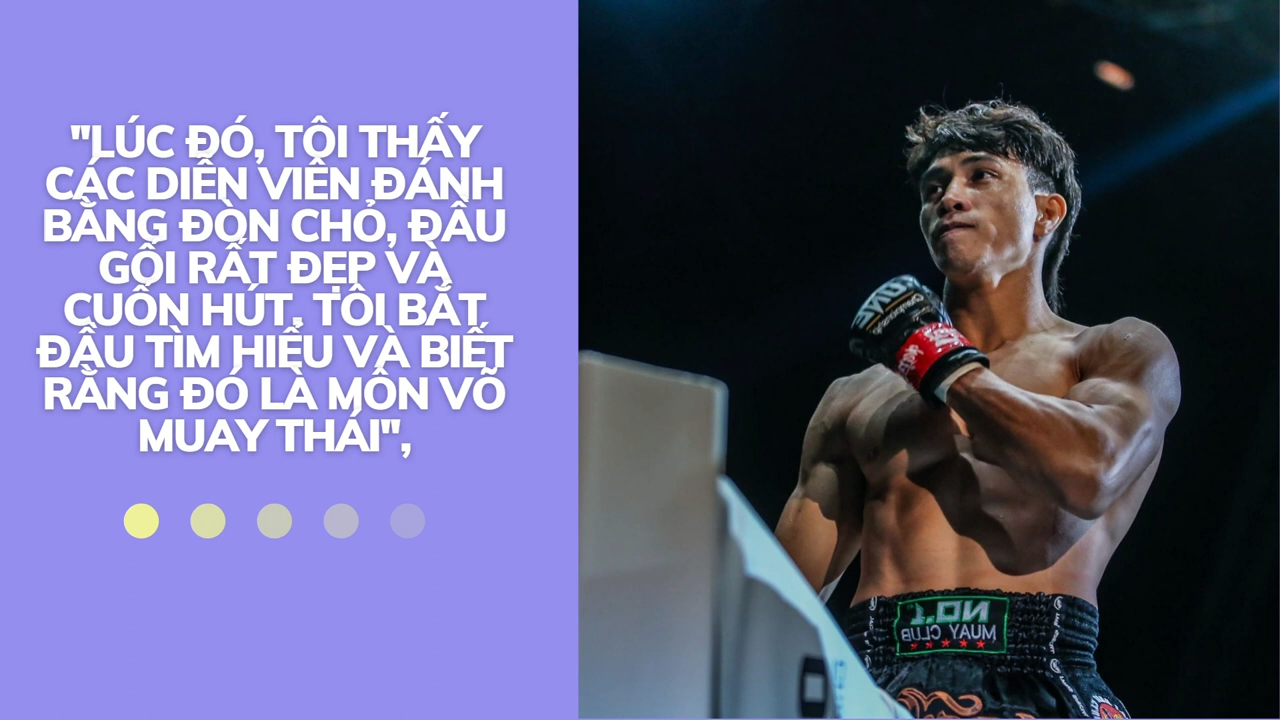 "LÚC ĐÓ, TÔI THẤY
CÁC DIỄN VIÊN ĐÁNH
BẰNG ĐÒN CHỎ, ĐẦU
GỐI RẤT ĐẸP VÀ
CUỐN HÚT. TÔI BẮT
ĐẦU TÌM HIỂU VÀ BIẾT
RẰNG ĐÓ LÀ MÔN VÕ
MUAY THÁI",
ONE
NO.1
MUAY CLUB